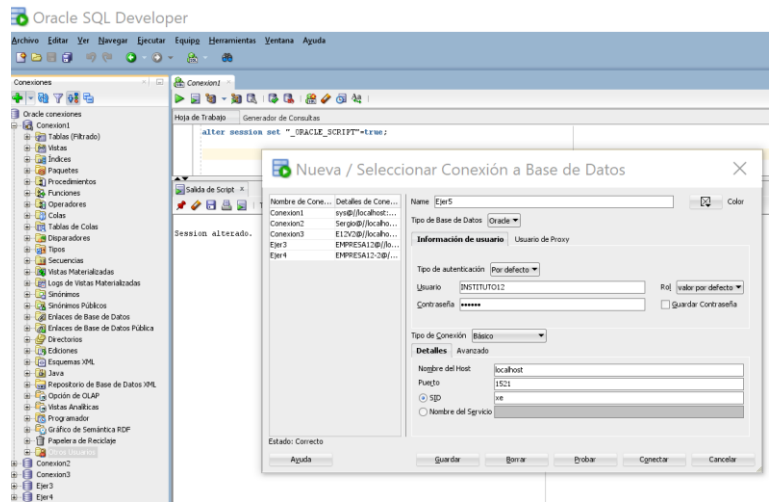 Oracle SQL Developer
Archivo Editar Ver Navegar Ejecutar Equipo Herramientas Ventana Ayuda
Conexiones
Conexion1
Oracle conexiones
Conexion1
Tablas (Filtrado)
Vistas
Índices
Paquetes
Procedimientos
Funciones
Operadores
Colas
Tablas de Colas
Disparadores
Tipos
Secuencias
Vistas Materializadas
Logs de Vistas Materializadas
Sinónimos
Sinónimos Públicos
Enlaces de Base de Datos
Enlaces de Base de Datos Pública
Directorios
Ediciones
Esquemas XML
Java
Repositorio de Base de Datos XML
Opción de OLAP
Vistas Analíticas
Programador
Gráfico de Semántica RDF
Papelera de Reciclaje
Otros Usuarios
Conexion2
Conexion3
Ejer3
Ejer4
Hoja de Trabajo Generador de Consultas
alter session set "_ORACLE_SCRIPT"=true;
Salida de Script
Session alterado.
Nueva / Seleccionar Conexión a Base de Datos
Nombre de Cone... Detalles de Cone...
Conexion1 sys@//localhost:...
Conexion2 Sergio@//localho...
Conexion3 E12V2@//localho...
Ejer3 EMPRESA12@//lo...
Ejer4 EMPRESA12-2@/...
Estado: Correcto
Name Ejer5 Color
Tipo de Base de Datos Oracle
Información de usuario Usuario de Proxy
Tipo de autenticación Por defecto
Usuario INSTITUTO12 Rol valor por defecto
Contraseña •••••• Guardar Contraseña
Tipo de Conexión Básico
Detalles Avanzado
Nombre del Host localhost
Puerto 1521
SID xe
Nombre del Servicio
Ayuda Guardar Borrar Probar Conectar Cancelar